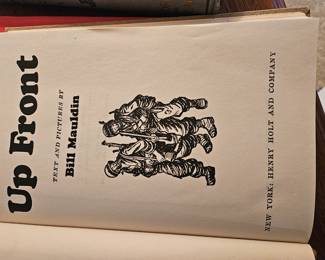 Up Front
TEXT AND PICTURES BY
Bill Mauldin
NEW YORK: HENRY HOLT AND COMPANY